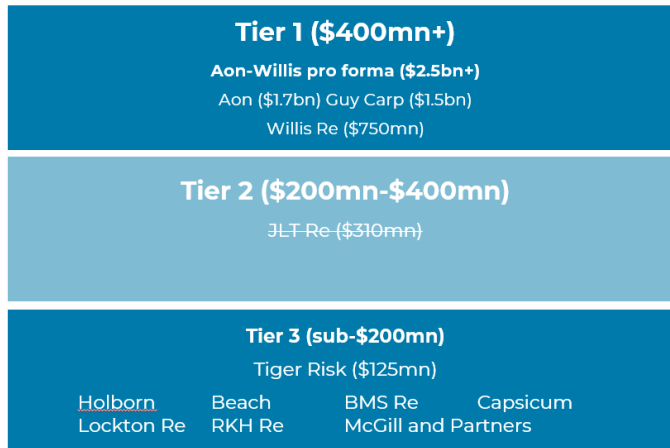 Tier 1 ($400mn+)
Aon-Willis pro forma ($2.5bn+)
Aon ($1.7bn) Guy Carp ($1.5bn)
Willis Re ($750mn)
Tier 2 ($200mn-$400mn)
JLT Re ($310mn)
Tier 3 (sub-$200mn)
Tiger Risk ($125mn)
Holborn Beach BMS Re Capsicum
Lockton Re RKH Re McGill and Partners